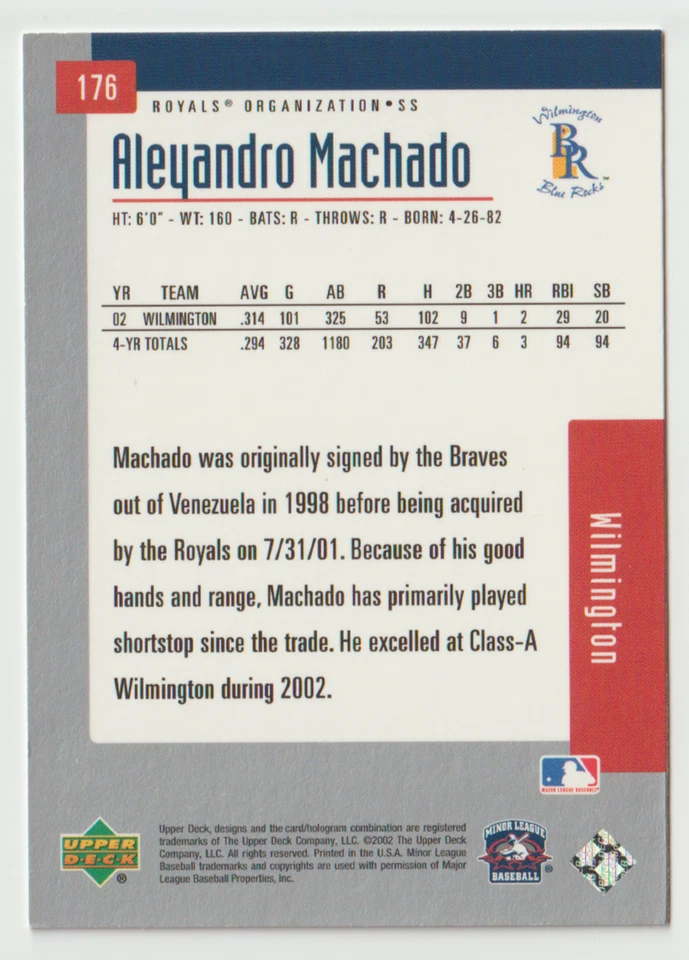 176
ROYALS® ORGANIZATION • SS
Aleyandro Machado
Wilmington
BR
Blue Rocks™
HT: 6'0" - WT: 160 - BATS: R - THROWS: R - BORN: 4-26-82
YR TEAM AVG G AB R H 2B 3B HR RBI SB
02 WILMINGTON .314 101 325 53 102 9 1 2 29 20
4-YR TOTALS .294 328 1180 203 347 37 6 3 94 94
Machado was originally signed by the Braves
out of Venezuela in 1998 before being acquired
by the Royals on 7/31/01. Because of his good
hands and range, Machado has primarily played
shortstop since the trade. He excelled at Class-A
Wilmington during 2002.
Wilmington
MAJOR LEAGUE BASEBALL®
UPPER
DECK®
Upper Deck, designs and the card/hologram combination are registered
trademarks of The Upper Deck Company, LLC. ©2002 The Upper Deck
Company, LLC. All rights reserved. Printed in the U.S.A. Minor League
Baseball trademarks and copyrights are used with permission of Major
League Baseball Properties, Inc.
MINOR LEAGUE
BASEBALL®